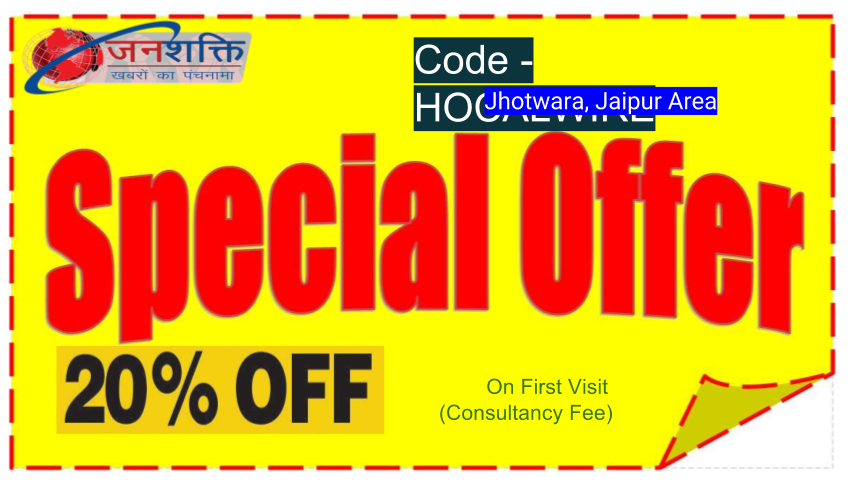 जनशक्ति
खबरों का पंचनामा
Code -
Jhotwara, Jaipur Area
Special Offer
20% OFF
On First Visit
(Consultancy Fee)